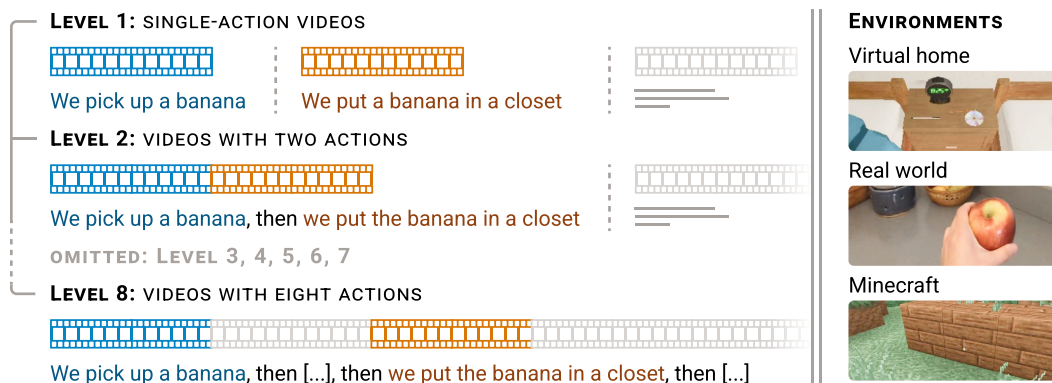 LEVEL 1: SINGLE-ACTION VIDEOS
We pick up a banana
We put a banana in a closet
LEVEL 2: VIDEOS WITH TWO ACTIONS
We pick up a banana, then we put the banana in a closet
OMITTED: LEVEL 3, 4, 5, 6, 7
LEVEL 8: VIDEOS WITH EIGHT ACTIONS
We pick up a banana, then [...], then we put the banana in a closet, then [...]
ENVIRONMENTS
Virtual home
Real world
Minecraft